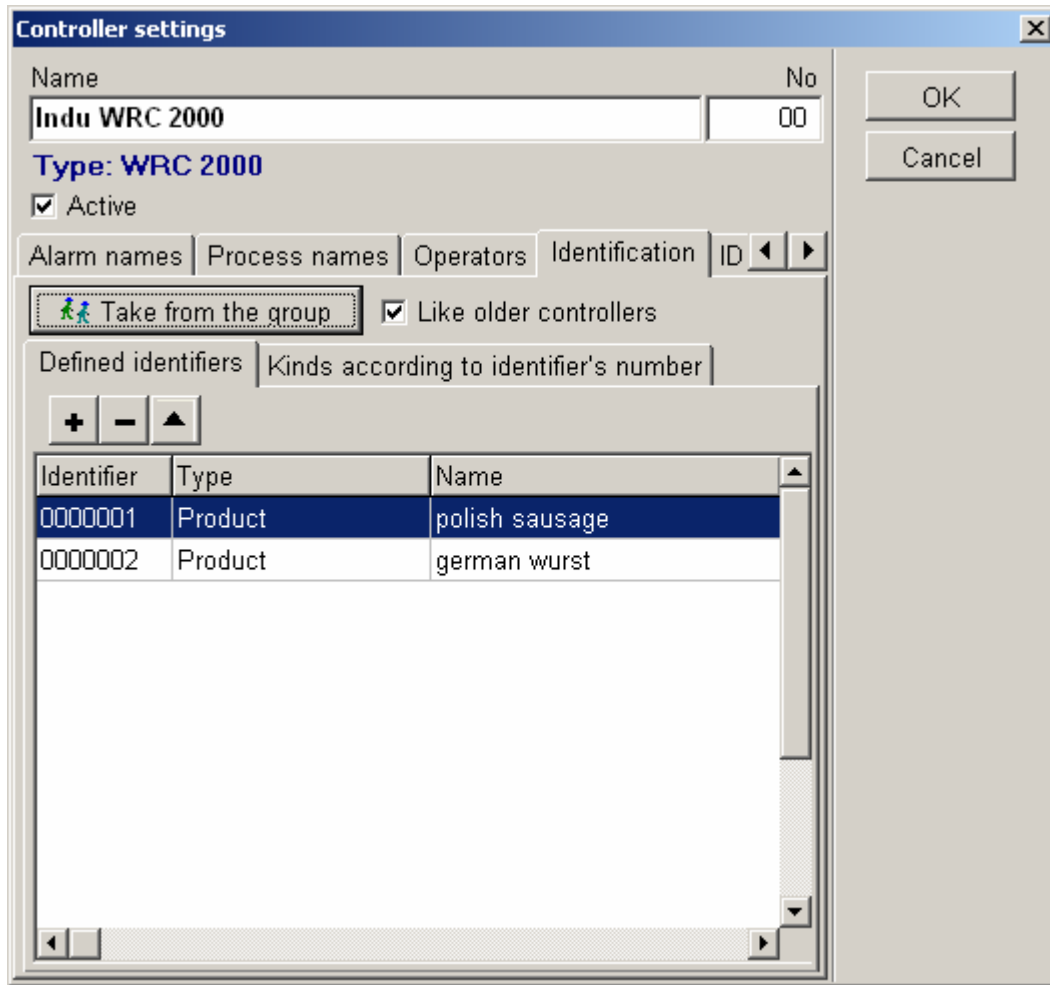 Controller settings
Name No
Indu WRC 2000 00
Type: WRC 2000
Active
Alarm names Process names Operators Identification ID
Take from the group Like older controllers
Defined identifiers Kinds according to identifier's number
Identifier Type Name
0000001 Product polish sausage
0000002 Product german wurst
OK
Cancel